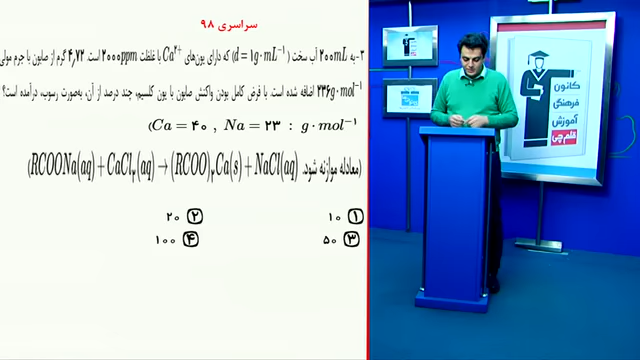 سراسری ۹۸
۳- به ۲۰۰mL آب سخت (d = 1g·mL⁻¹) که دارای یون‌های Ca²⁺ با غلظت ۲۰۰۰ppm است، ۴٫۷۲ گرم از صابون با جرم مولی
۲۳۶g·mol⁻¹ اضافه شده است. با فرض کامل بودن واکنش صابون با یون کلسیم، چند درصد از آن، به‌صورت رسوب، درآمده است؟
(Ca = ۴۰ , Na = ۲۳ : g·mol⁻¹
(معادله موازنه شود. RCOONa(aq) + CaCl₂(aq) → (RCOO)₂Ca(s) + NaCl(aq))
۱ ۱۰
۲ ۲۰
۳ ۵۰
۴ ۱۰۰
کانون
فرهنگی
آموزش
قلم‌چی